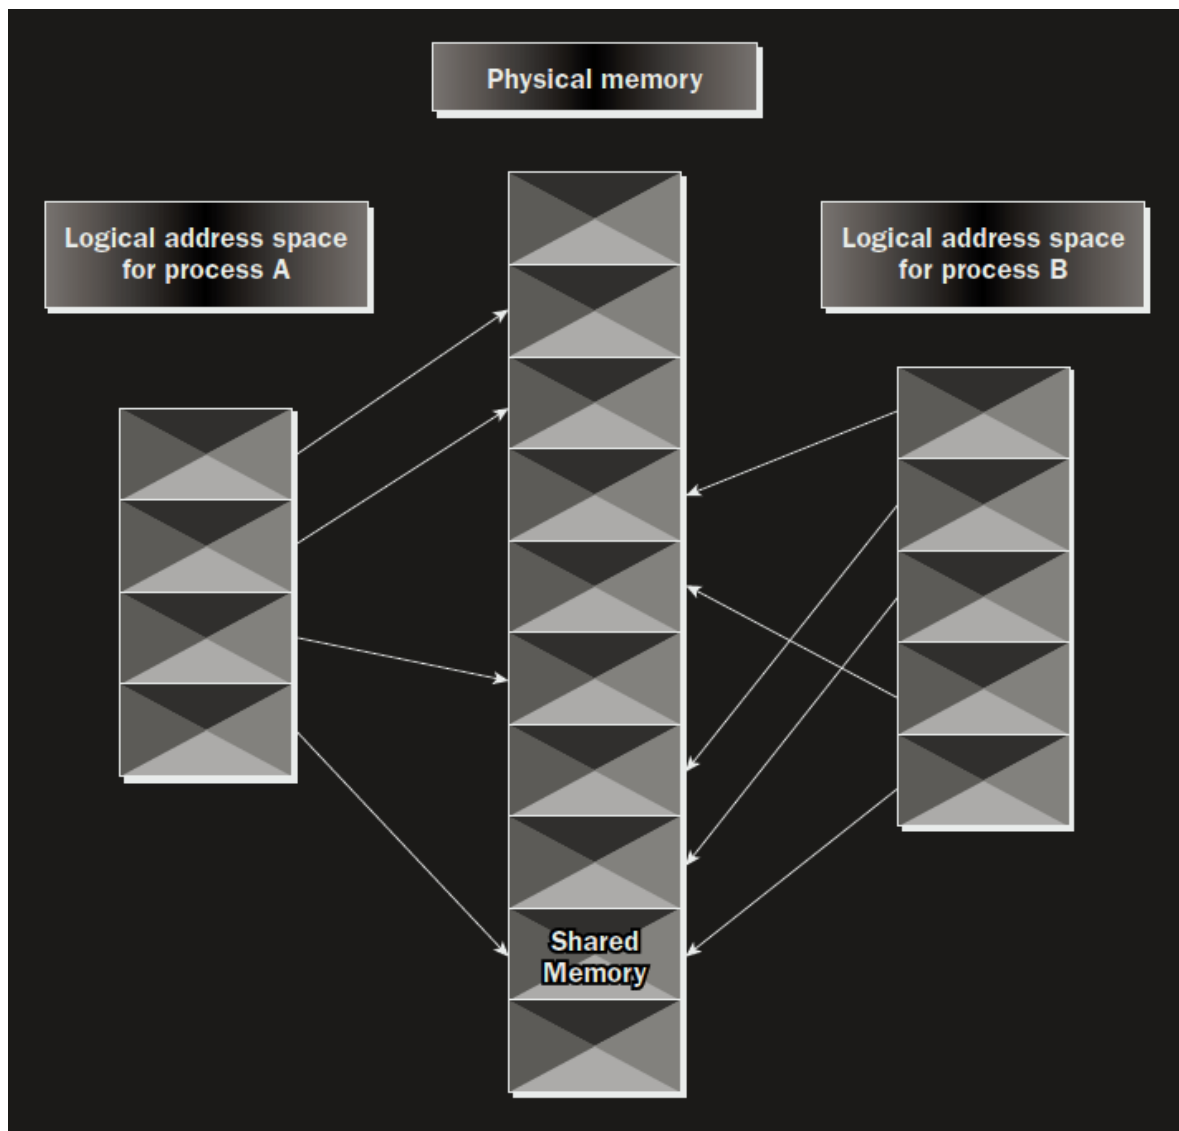 Physical memory
Logical address space
for process A
Logical address space
for process B
Shared
Memory